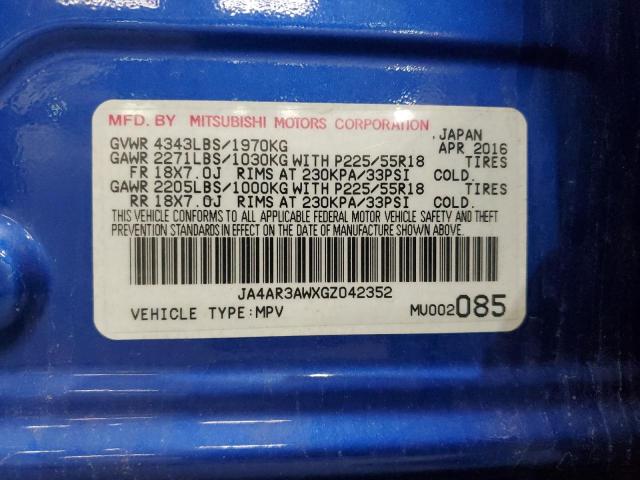 MFD. BY MITSUBISHI MOTORS CORPORATION
, JAPAN
GVWR 4343LBS/1970KG APR 2016
GAWR 2271LBS/1030KG WITH P225/55R18 TIRES
FR 18X7.0J RIMS AT 230KPA/33PSI COLD.
GAWR 2205LBS/1000KG WITH P225/55R18 TIRES
RR 18X7.0J RIMS AT 230KPA/33PSI COLD.
THIS VEHICLE CONFORMS TO ALL APPLICABLE FEDERAL MOTOR VEHICLE SAFETY AND THEFT
PREVENTION STANDARDS IN EFFECT ON THE DATE OF MANUFACTURE SHOWN ABOVE.
JA4AR3AWXGZ042352
VEHICLE TYPE:MPV MU002085